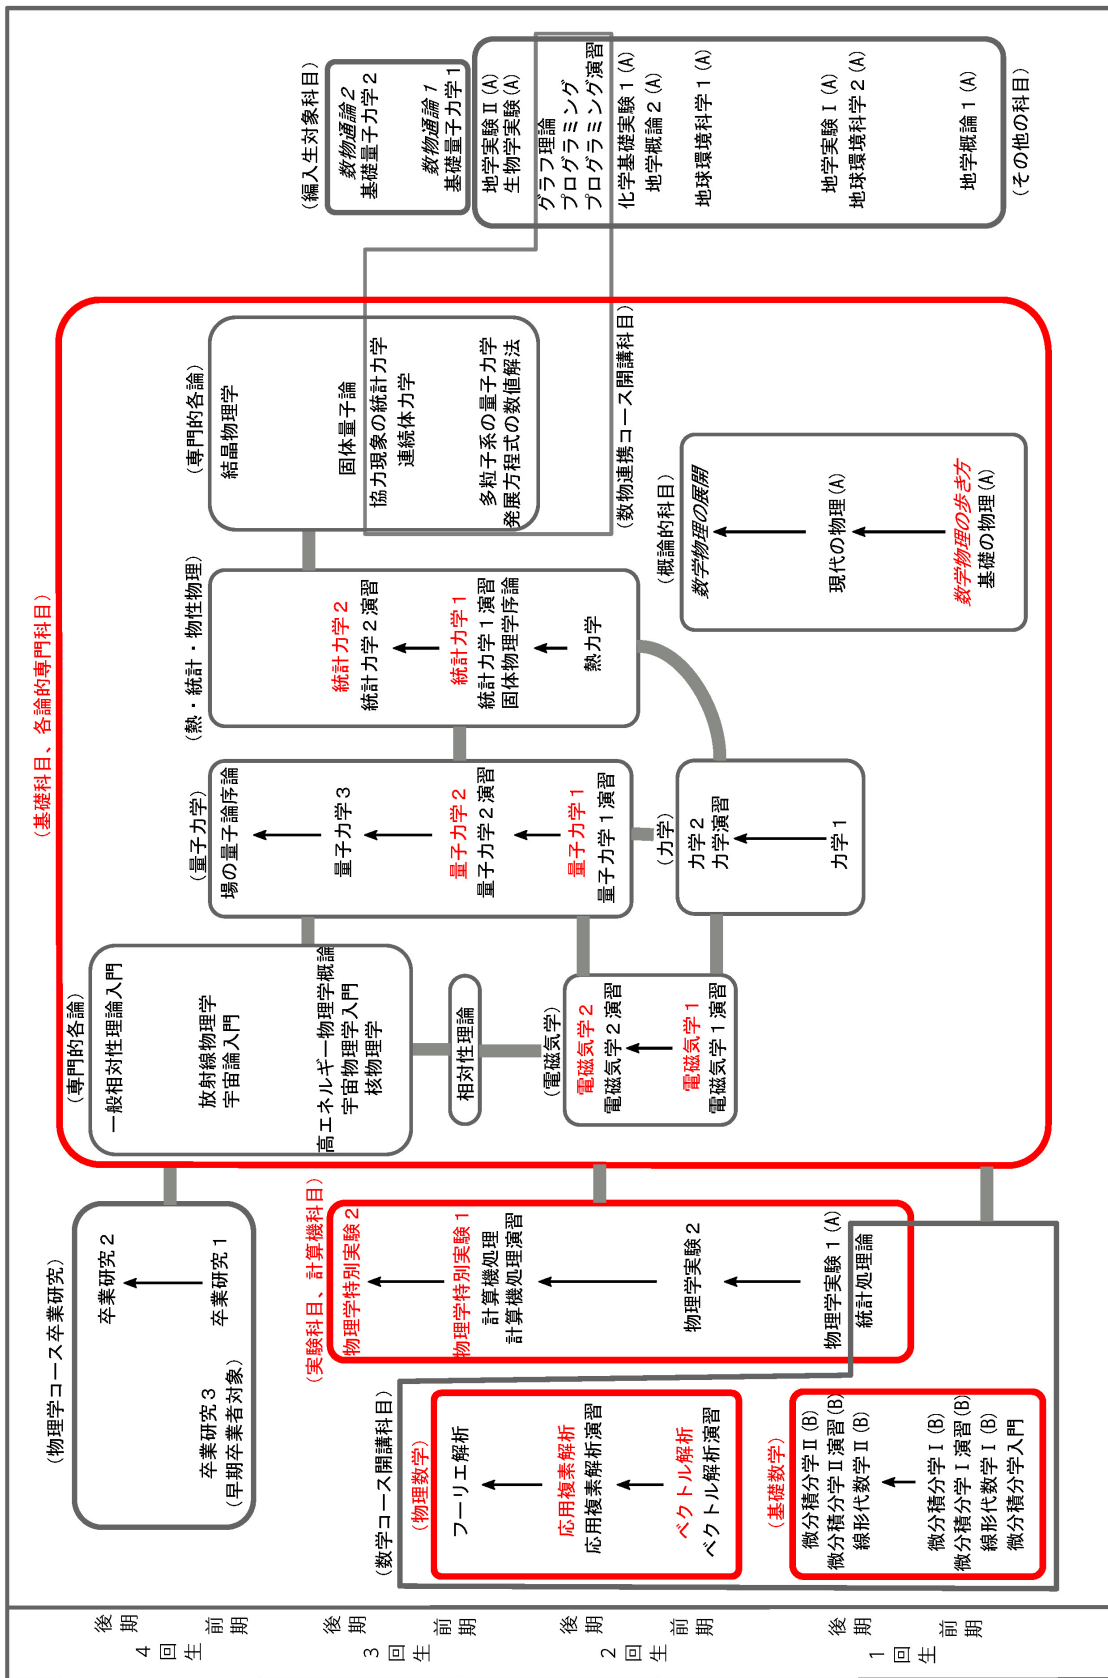 (物理学コース卒業研究)
卒業研究2
卒業研究1
卒業研究3
(早期卒業者対象)
(数学コース開講科目)
(物理数学)
フーリエ解析
応用複素解析
応用複素解析演習
ベクトル解析
ベクトル解析演習
(基礎数学)
微分積分学Ⅱ(B)
微分積分学Ⅱ演習(B)
線形代数学Ⅱ(B)
微分積分学Ⅰ(B)
微分積分学Ⅰ演習(B)
線形代数学Ⅰ(B)
微分積分学入門
(実験科目、計算機科目)
物理学特別実験2
物理学特別実験1
計算機処理
計算機処理演習
物理学実験2
物理学実験1(A)
統計処理論
(基礎科目、各論的専門科目)
(専門的各論)
一般相対性理論入門
放射線物理学
宇宙論入門
高エネルギー物理学概論
宇宙物理学入門
核物理学
相対性理論
(電磁気学)
電磁気学2
電磁気学2演習
電磁気学1
電磁気学1演習
(量子力学)
場の量子論序論
量子力学3
量子力学2
量子力学2演習
量子力学1
量子力学1演習
(力学)
力学2
力学演習
力学1
(熱・統計・物性物理)
統計力学2
統計力学2演習
統計力学1
統計力学1演習
固体物理学序論
熱力学
(専門的各論)
結晶物理学
固体量子論
協力現象の統計力学
連続体力学
多粒子系の量子力学
発展方程式の数値解法
(数物連携コース開講科目)
(概論的科目)
数学物理の展開
現代の物理(A)
数学物理の歩き方
基礎の物理(A)
(編入生対象科目)
数物通論2
基礎量子力学2
数物通論1
基礎量子力学1
地学実験Ⅱ(A)
生物学実験(A)
グラフ理論
プログラミング
プログラミング演習
化学基礎実験1(A)
地学概論2(A)
地球環境科学1(A)
地学実験Ⅰ(A)
地球環境科学2(A)
地学概論1(A)
(その他の科目)
後期
4回生
前期
後期
3回生
前期
後期
2回生
前期
後期
1回生
前期